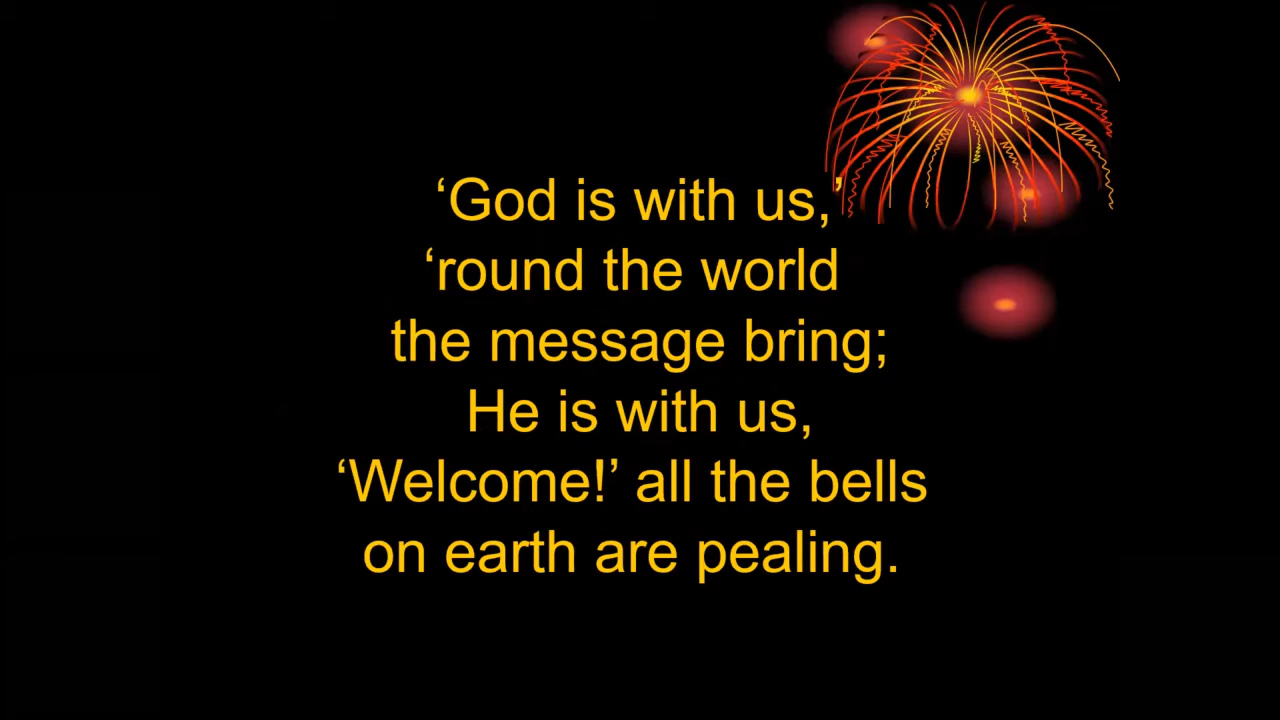 ‘God is with us,’
‘round the world
the message bring;
He is with us,
‘Welcome!’ all the bells
on earth are pealing.